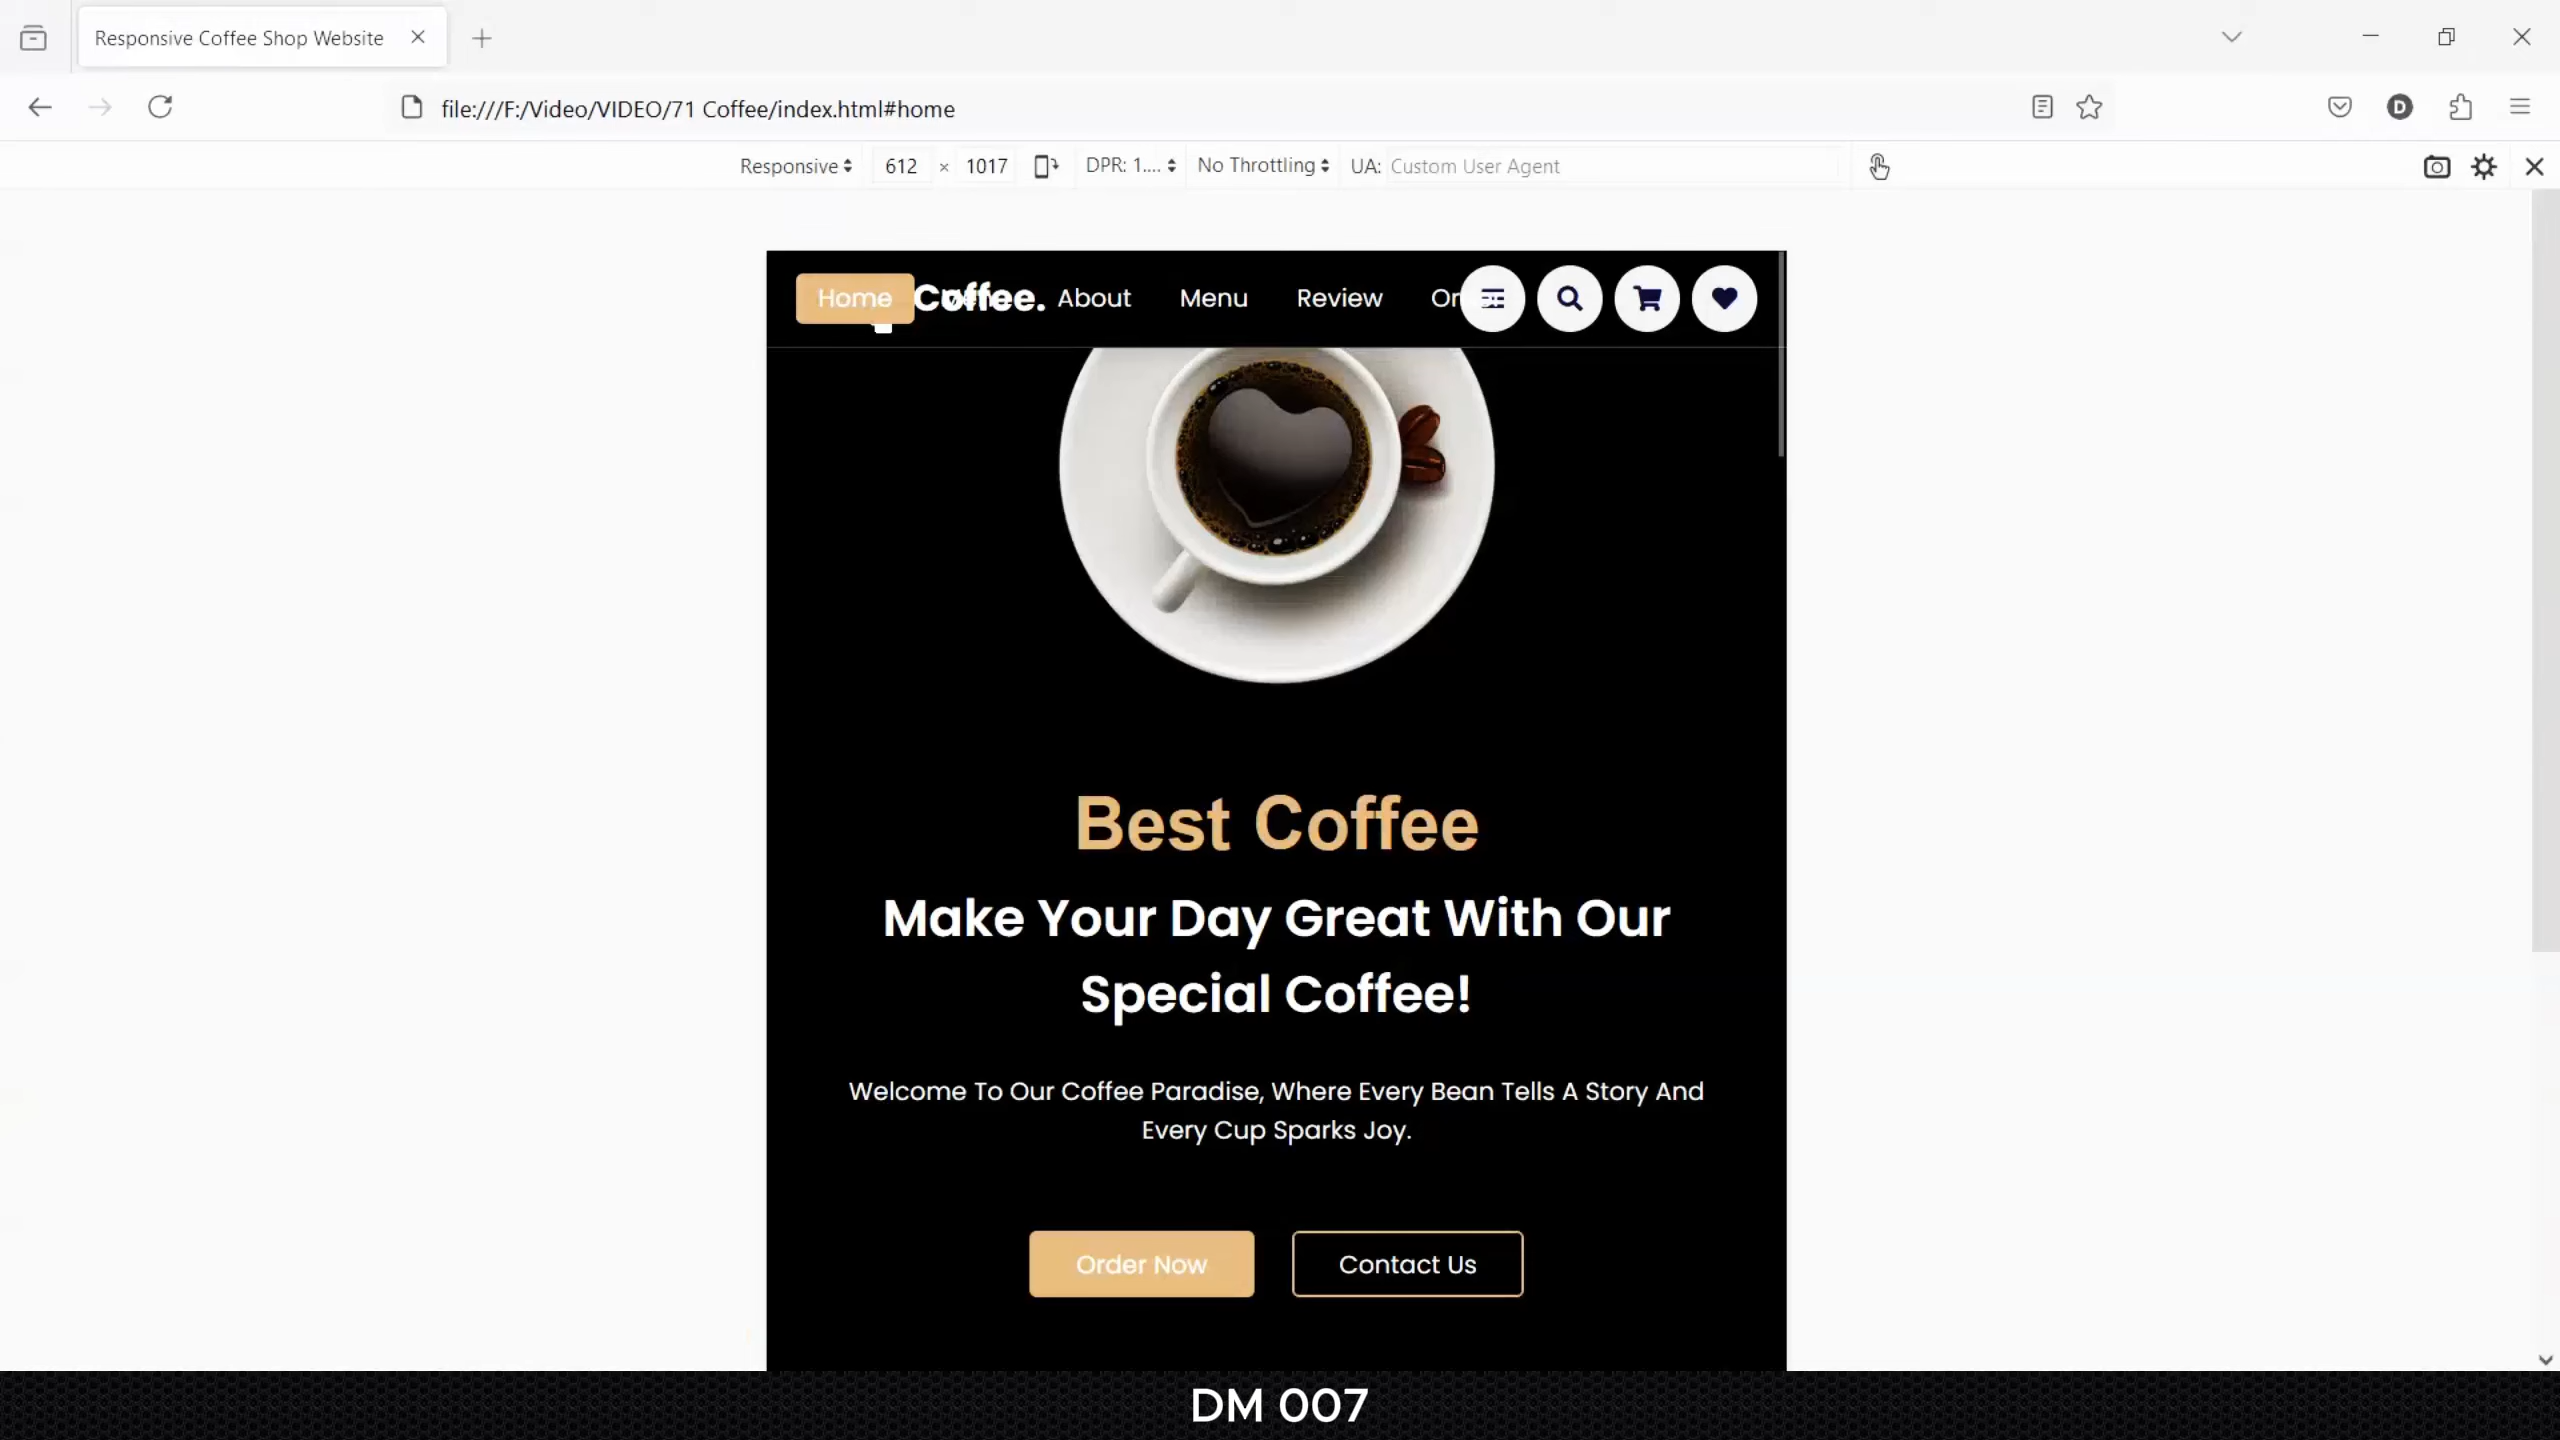 Responsive Coffee Shop Website
file:///F:/Video/VIDEO/71 Coffee/index.html#home
Responsive 612 × 1017 DPR: 1.... No Throttling UA: Custom User Agent
Home Coffee. About Menu Review
Best Coffee
Make Your Day Great With Our
Special Coffee!
Welcome To Our Coffee Paradise, Where Every Bean Tells A Story And
Every Cup Sparks Joy.
Order Now Contact Us
DM 007